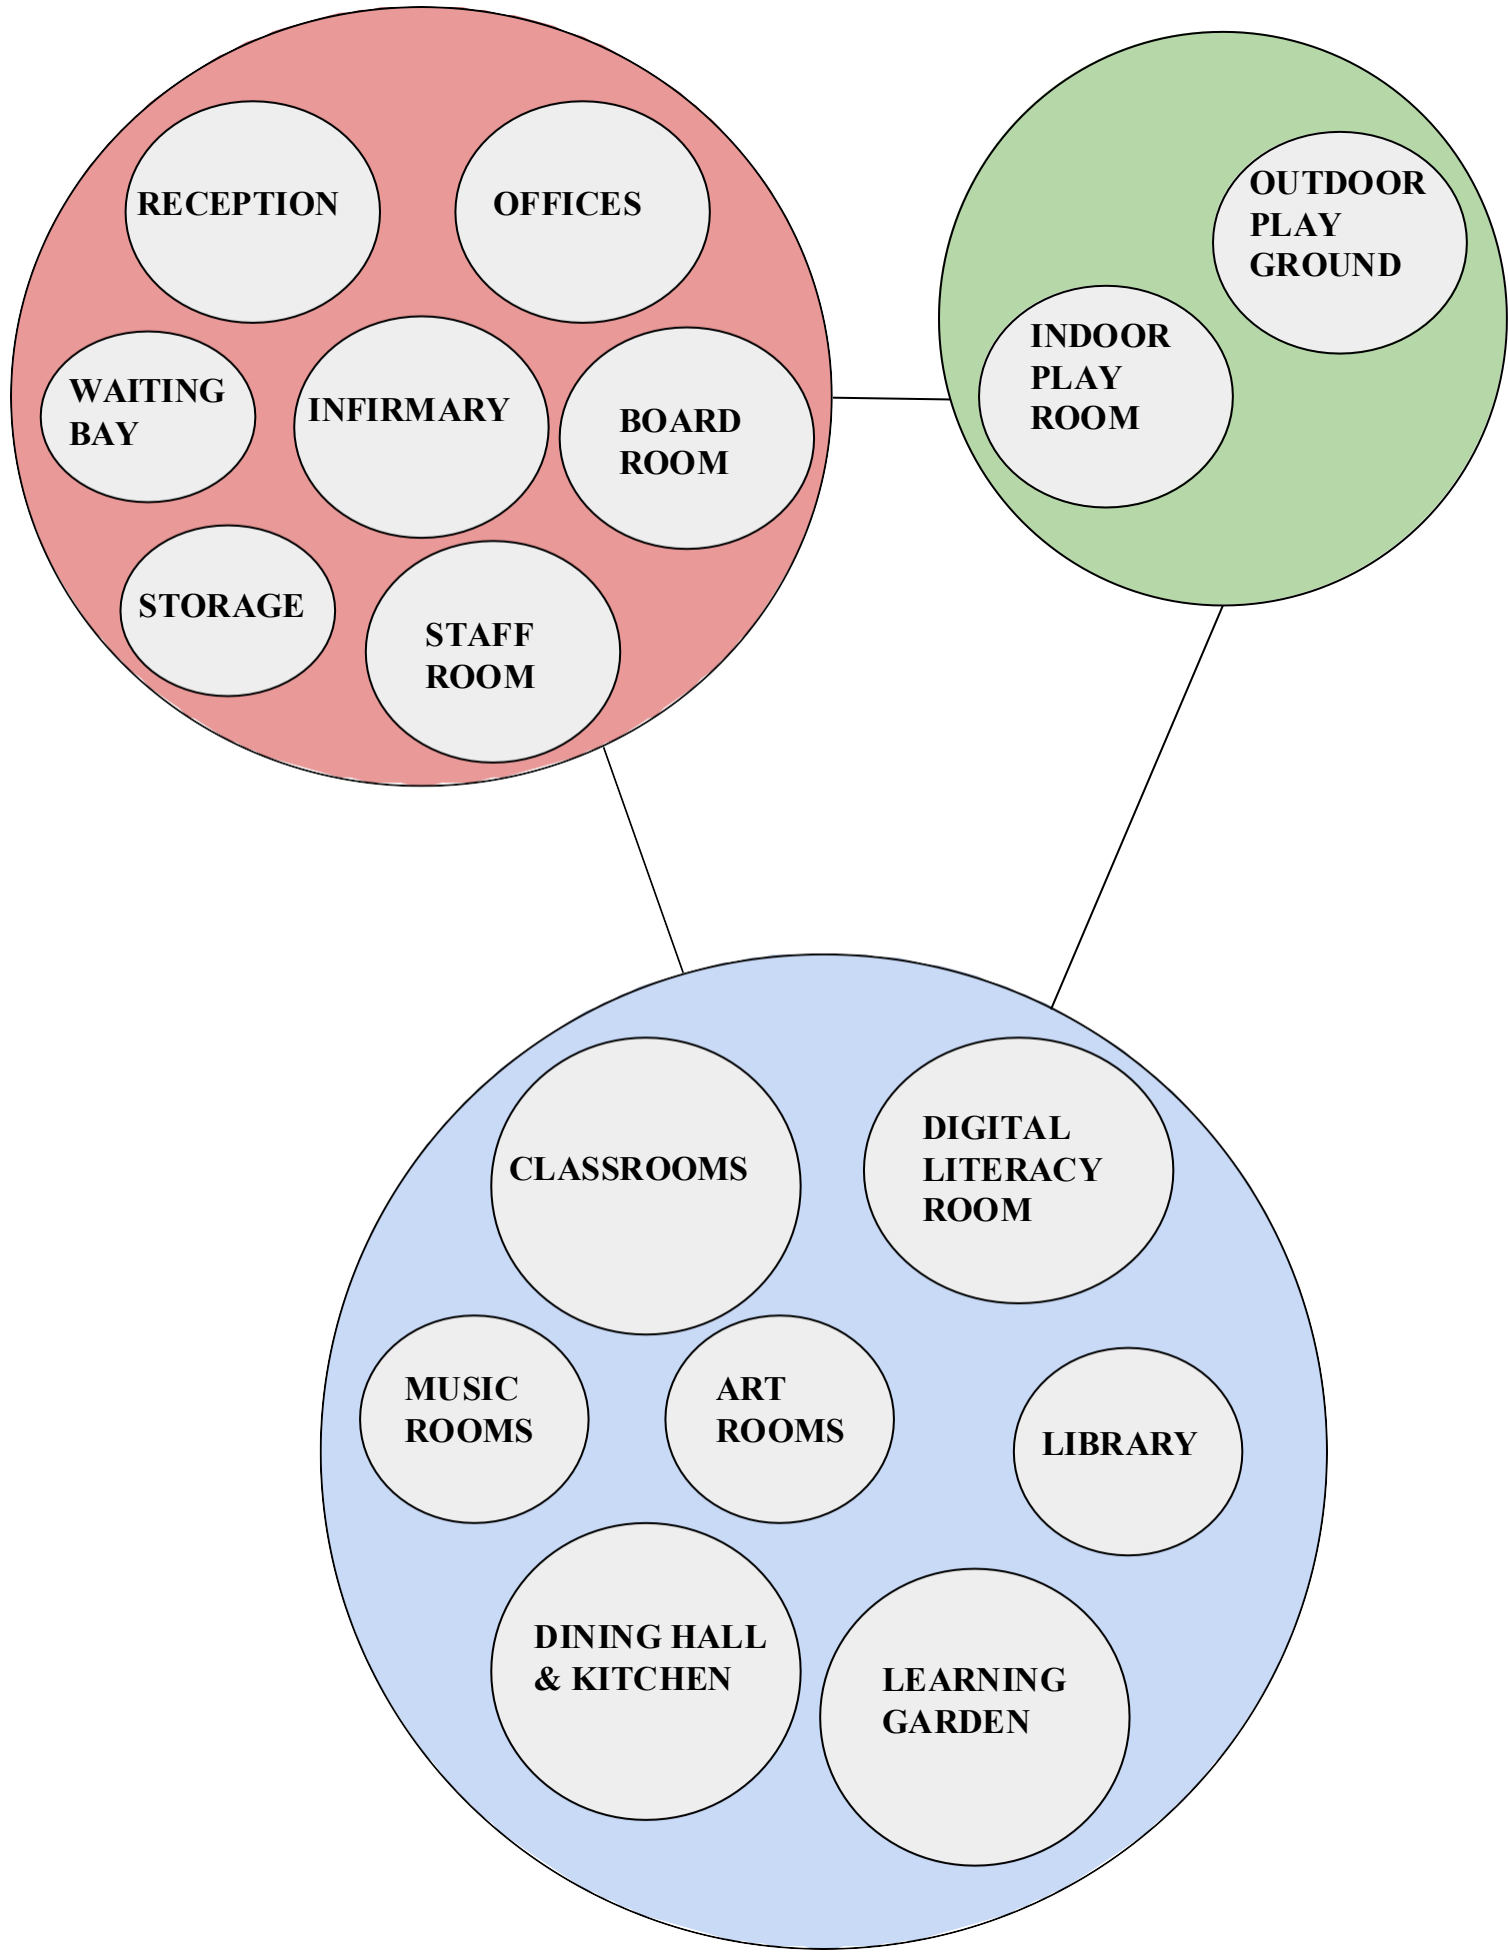 RECEPTION
OFFICES
WAITING
BAY
INFIRMARY
BOARD
ROOM
STORAGE
STAFF
ROOM
OUTDOOR
PLAY
GROUND
INDOOR
PLAY
ROOM
CLASSROOMS
DIGITAL
LITERACY
ROOM
MUSIC
ROOMS
ART
ROOMS
LIBRARY
DINING HALL
& KITCHEN
LEARNING
GARDEN